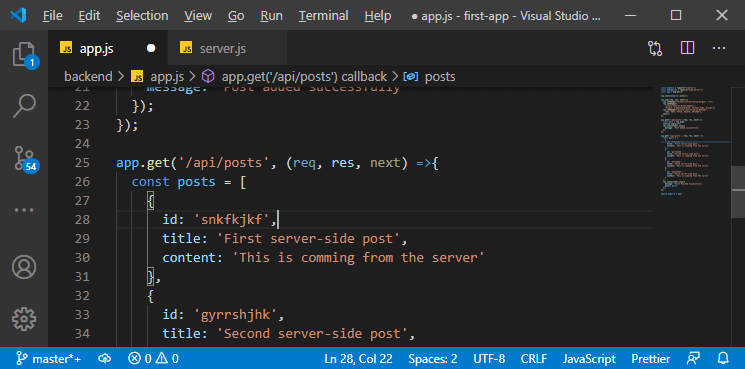 File Edit Selection View Go Run Terminal Help ● app.js - first-app - Visual Studio ...
JS app.js ● JS server.js
backend > JS app.js > app.get('/api/posts') callback > posts
21 message: 'Post added successfully'
22 });
23 });
24
25 app.get('/api/posts', (req, res, next) =>{
26 const posts = [
27 {
28 id: 'snkfkjkf',
29 title: 'First server-side post',
30 content: 'This is comming from the server'
31 },
32 {
33 id: 'gyrrshjhk',
34 title: 'Second server-side post',
1
54
master*+ 0 0 Ln 28, Col 22 Spaces: 2 UTF-8 CRLF JavaScript Prettier